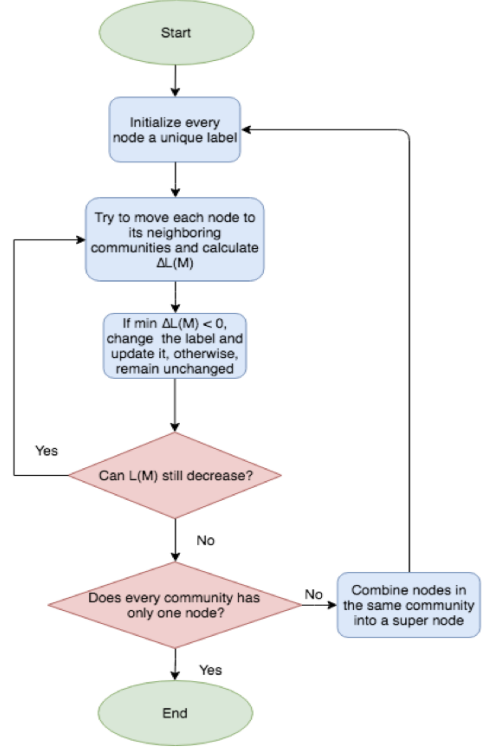 Start
Initialize every
node a unique label
Try to move each node to
its neighboring
communities and calculate
ΔL(M)
If min ΔL(M) < 0,
change the label and
update it, otherwise,
remain unchanged
Yes
Can L(M) still decrease?
No
Does every community has
only one node?
No
Combine nodes in
the same community
into a super node
Yes
End